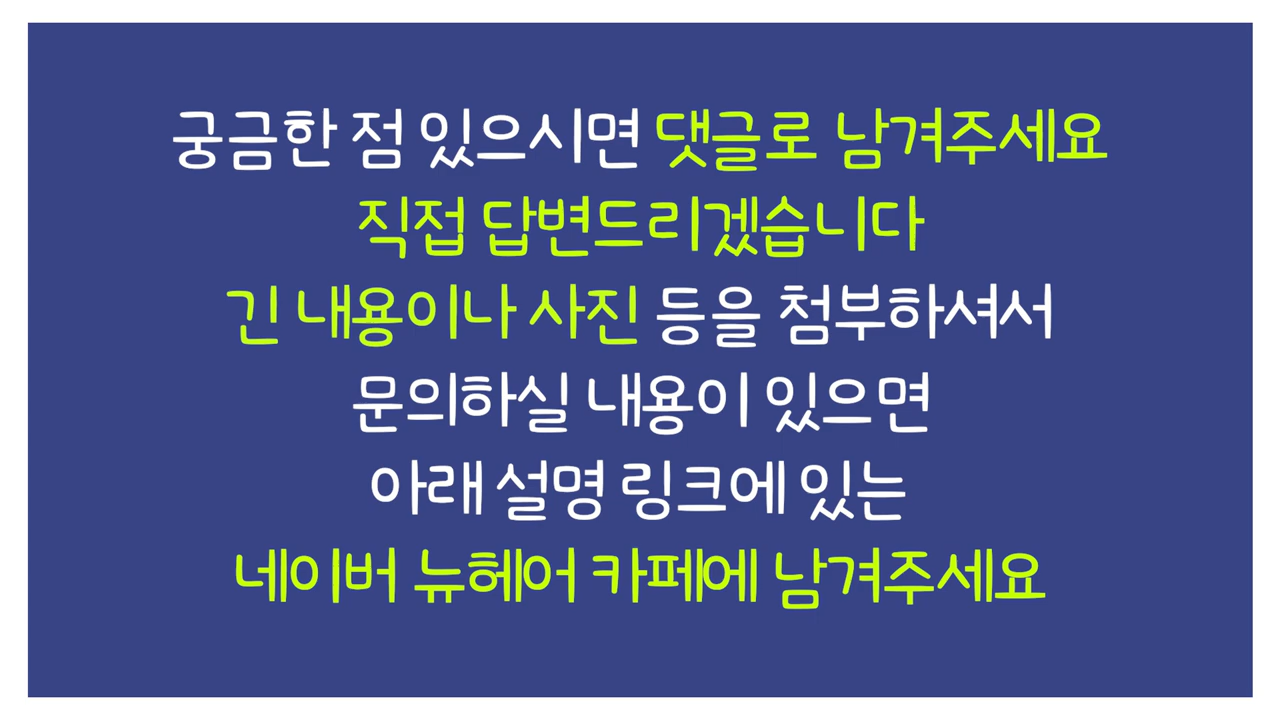 궁금한 점 있으시면 댓글로 남겨주세요
직접 답변드리겠습니다
긴 내용이나 사진 등을 첨부하셔서
문의하실 내용이 있으면
아래 설명 링크에 있는
네이버 뉴헤어 카페에 남겨주세요